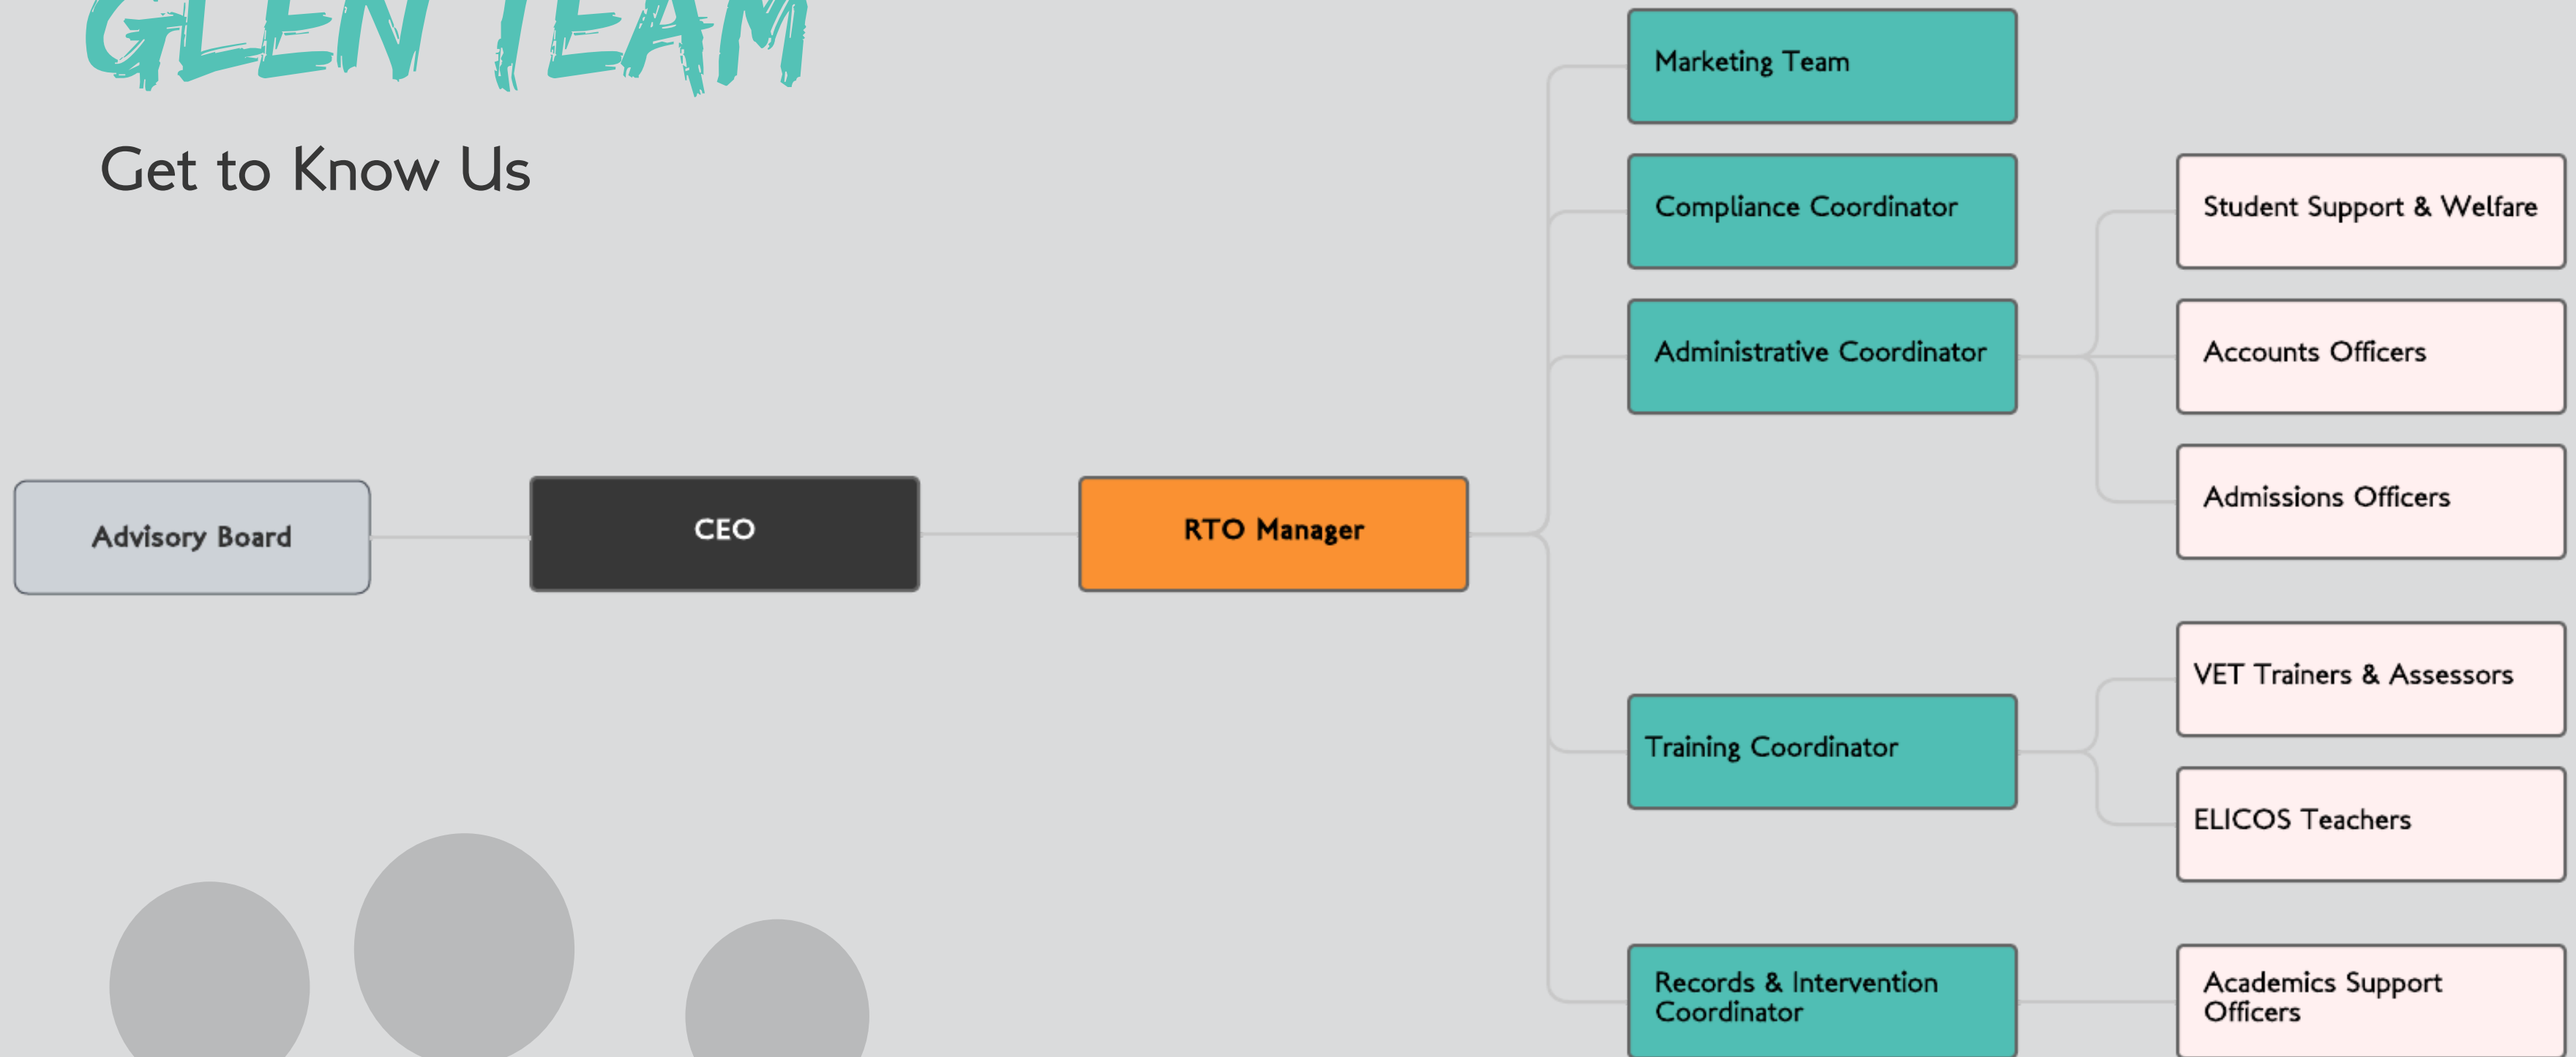 GLEN TEAM
Get to Know Us
Advisory Board
CEO
RTO Manager
Marketing Team
Compliance Coordinator
Administrative Coordinator
Training Coordinator
Records & Intervention
Coordinator
Student Support & Welfare
Accounts Officers
Admissions Officers
VET Trainers & Assessors
ELICOS Teachers
Academics Support
Officers